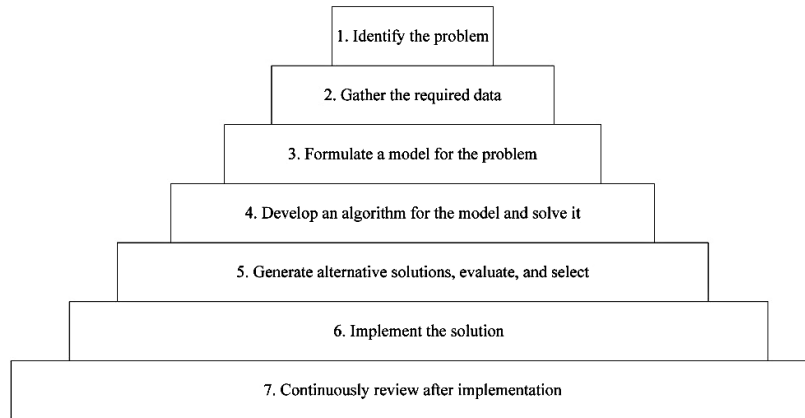 1. Identify the problem
2. Gather the required data
3. Formulate a model for the problem
4. Develop an algorithm for the model and solve it
5. Generate alternative solutions, evaluate, and select
6. Implement the solution
7. Continuously review after implementation